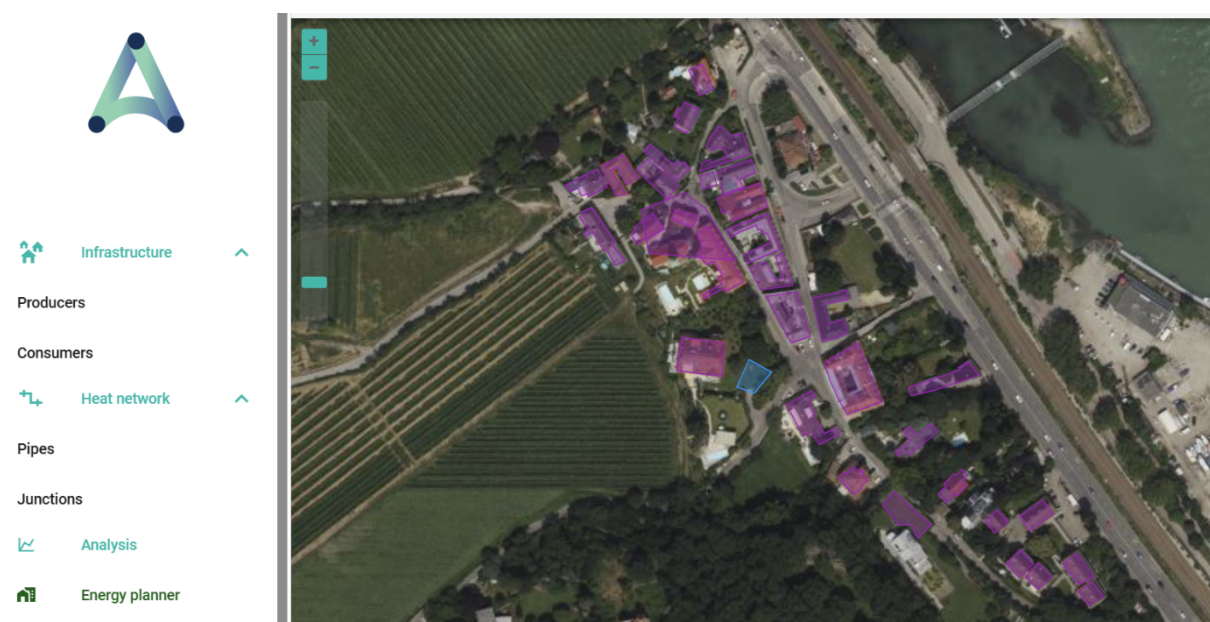 +
−
Infrastructure
Producers
Consumers
Heat network
Pipes
Junctions
Analysis
Energy planner